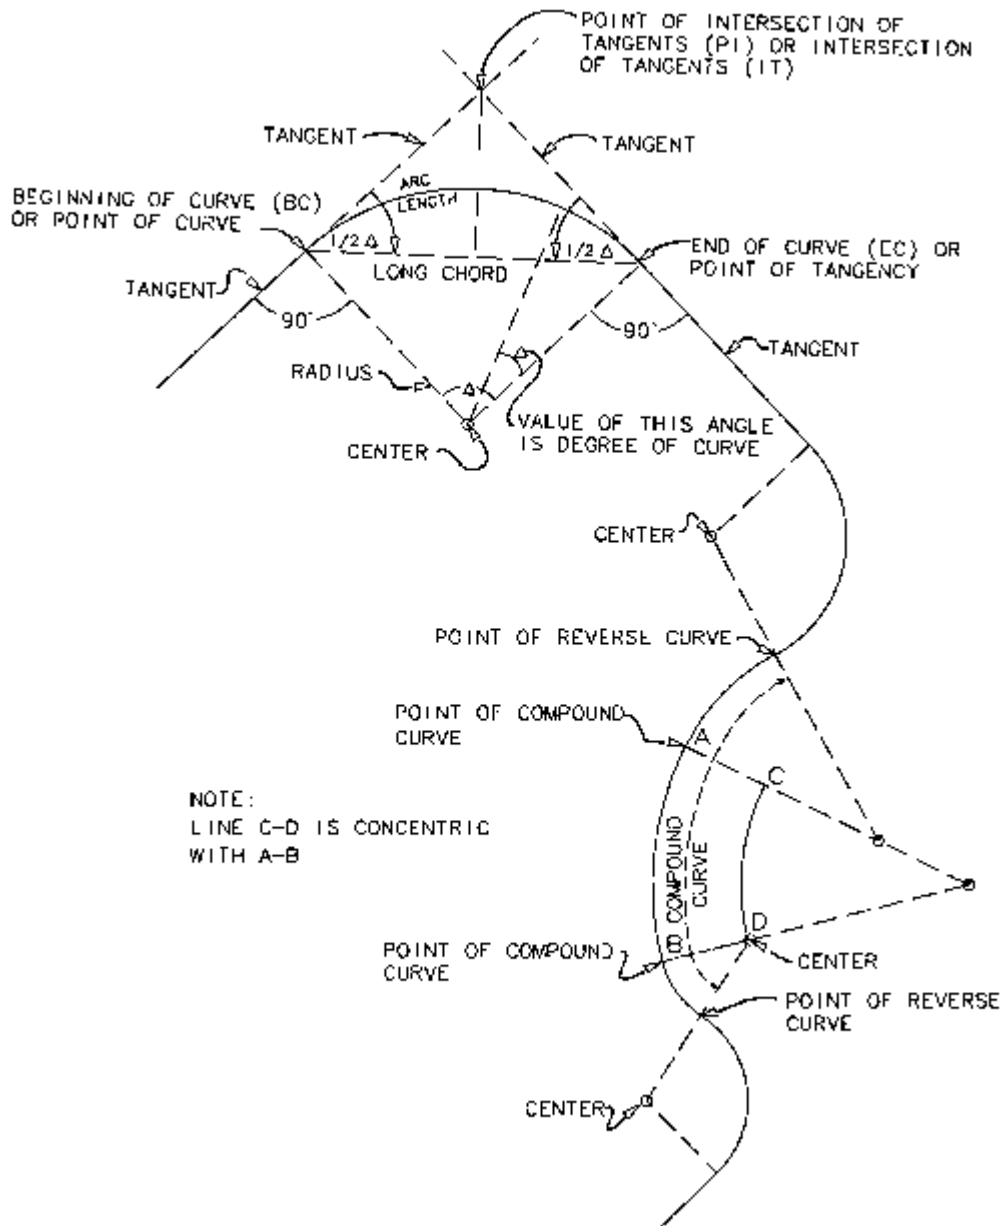 POINT OF INTERSECTION OF
TANGENTS (PI) OR INTERSECTION
OF TANGENTS (IT)
TANGENT
TANGENT
BEGINNING OF CURVE (BC)
OR POINT OF CURVE
ARC
LENGTH
1/2 Δ
1/2 Δ
LONG CHORD
END OF CURVE (EC) OR
POINT OF TANGENCY
TANGENT
90°
90°
TANGENT
RADIUS
Δ
VALUE OF THIS ANGLE
IS DEGREE OF CURVE
CENTER
CENTER
POINT OF REVERSE CURVE
POINT OF COMPOUND
CURVE
A
C
NOTE:
LINE C-D IS CONCENTRIC
WITH A-B
COMPOUND
CURVE
D
B
POINT OF COMPOUND
CURVE
CENTER
POINT OF REVERSE
CURVE
CENTER